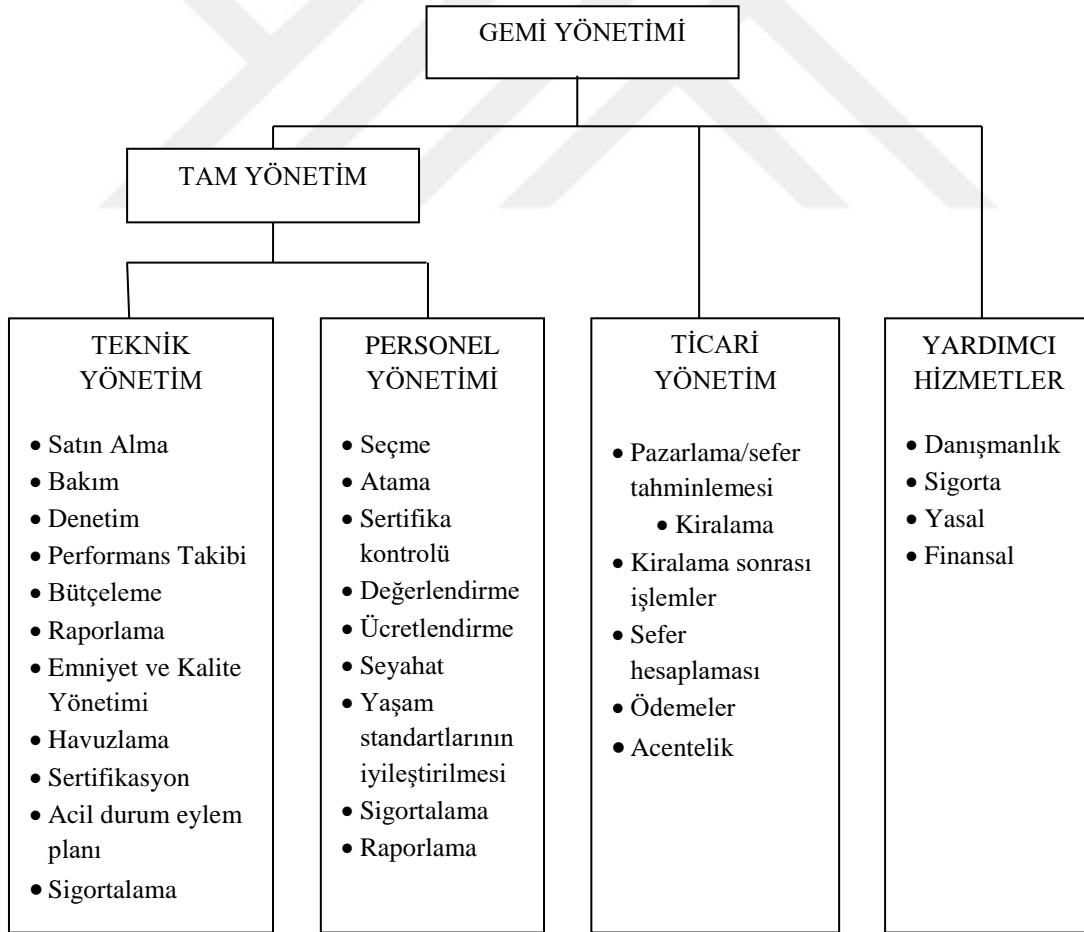 GEMİ YÖNETİMİ
TAM YÖNETİM
TEKNİK
YÖNETİM
• Satın Alma
• Bakım
• Denetim
• Performans Takibi
• Bütçeleme
• Raporlama
• Emniyet ve Kalite
Yönetimi
• Havuzlama
• Sertifikasyon
• Acil durum eylem
planı
• Sigortalama
PERSONEL
YÖNETİMİ
• Seçme
• Atama
• Sertifika
kontrolü
• Değerlendirme
• Ücretlendirme
• Seyahat
• Yaşam
standartlarının
iyileştirilmesi
• Sigortalama
• Raporlama
TİCARİ
YÖNETİM
• Pazarlama/sefer
tahminlemesi
• Kiralama
• Kiralama sonrası
işlemler
• Sefer
hesaplaması
• Ödemeler
• Acentelik
YARDIMCI
HİZMETLER
• Danışmanlık
• Sigorta
• Yasal
• Finansal